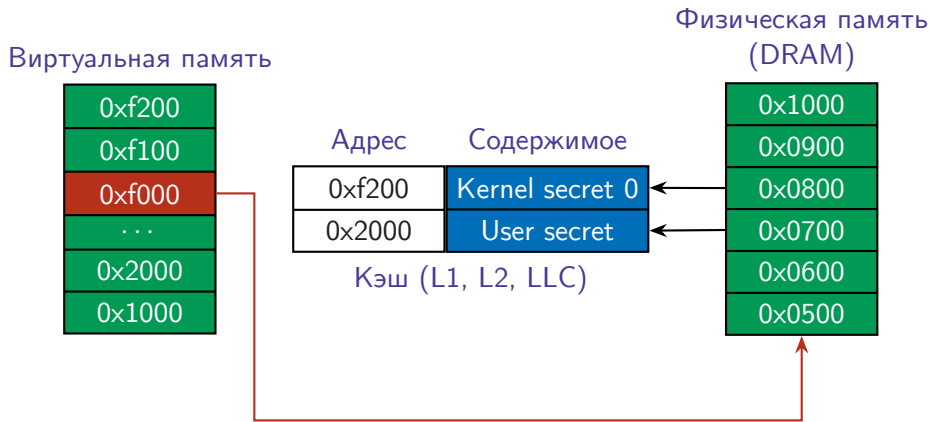 Виртуальная память
0xf200
0xf100
0xf000
...
0x2000
0x1000
Адрес Содержимое
0xf200 Kernel secret 0
0x2000 User secret
Кэш (L1, L2, LLC)
Физическая память
(DRAM)
0x1000
0x0900
0x0800
0x0700
0x0600
0x0500